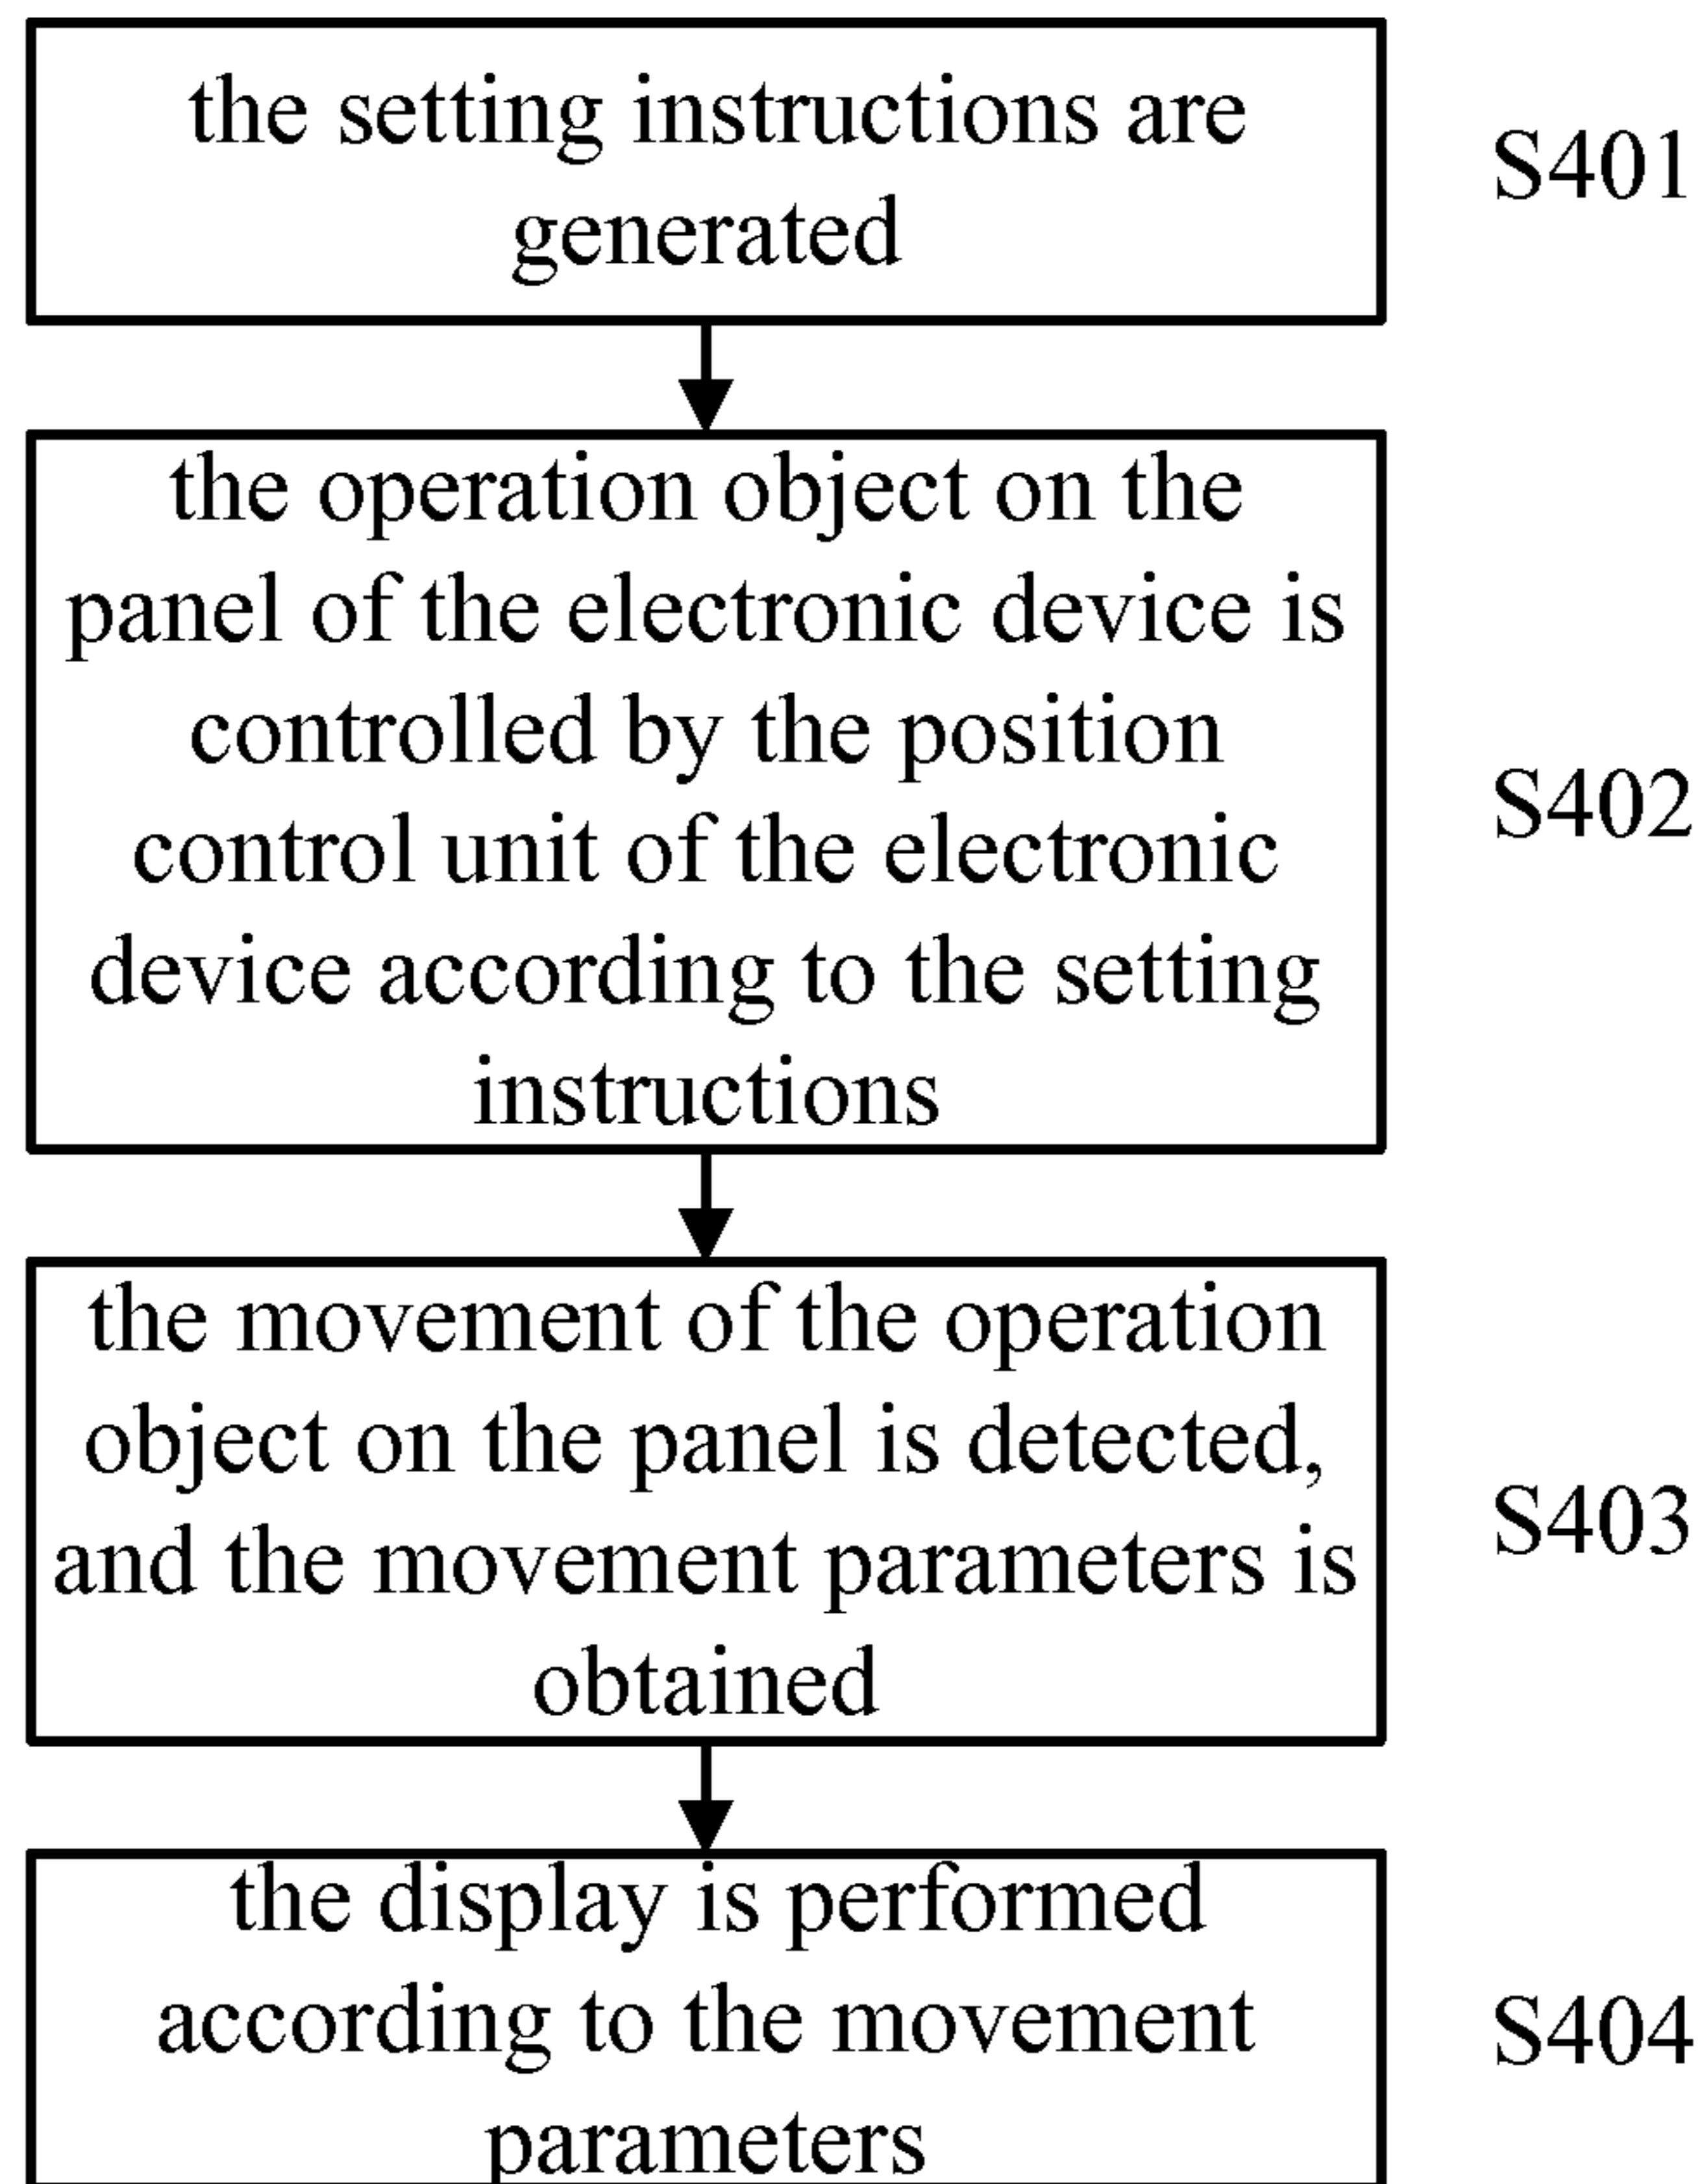 the setting instructions are
generated
S401
the operation object on the
panel of the electronic device is
controlled by the position
control unit of the electronic
device according to the setting
instructions
S402
the movement of the operation
object on the panel is detected,
and the movement parameters is
obtained
S403
the display is performed
according to the movement
parameters
S404